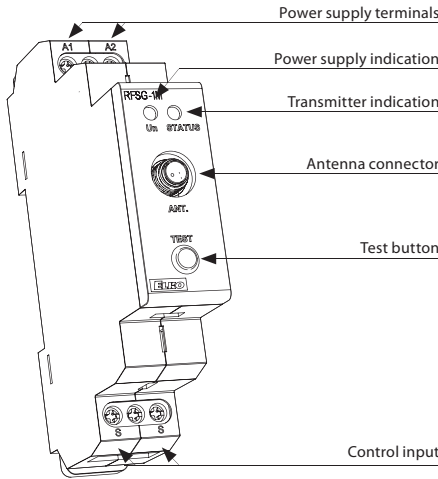 Power supply terminals
A1 A2
Power supply indication
RFSG-1M
Transmitter indication
Un STATUS
Antenna connector
ANT.
TEST
Test button
ELKO
S S
Control input